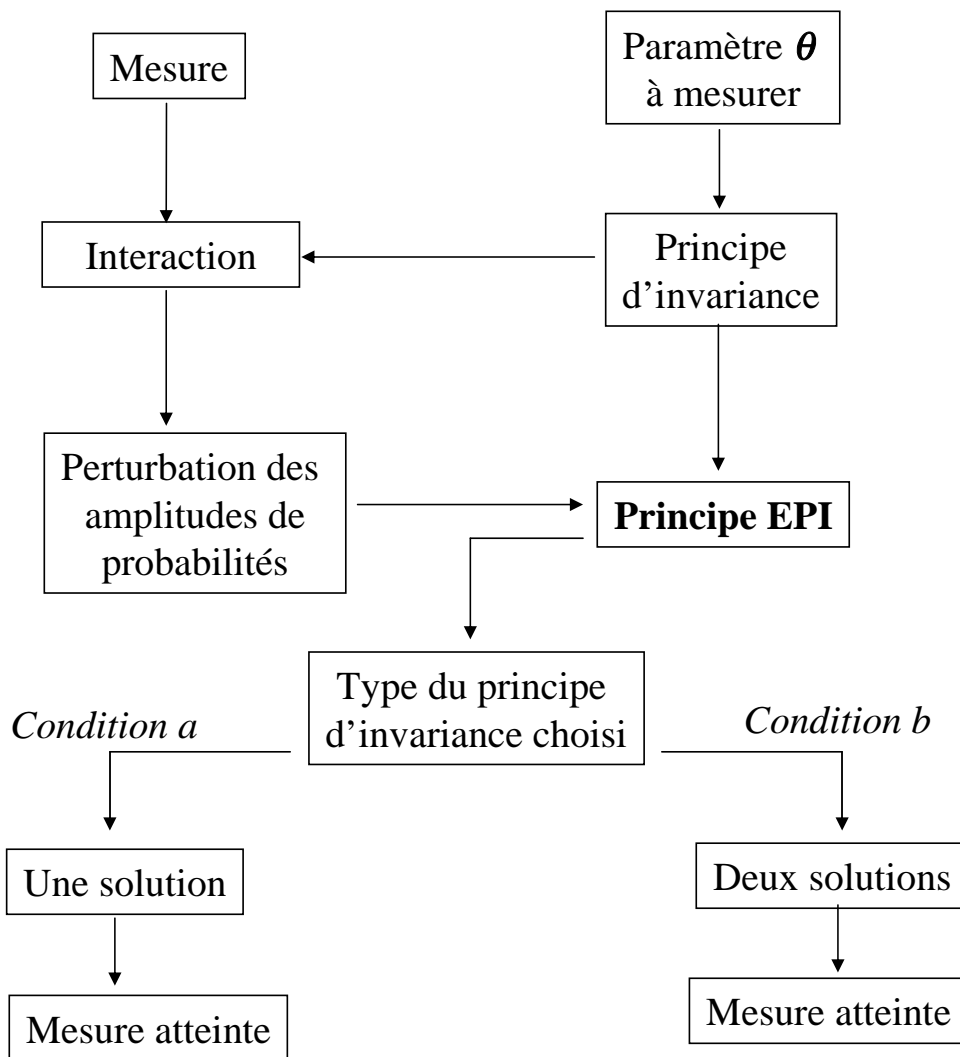 Mesure
Paramètre θ
à mesurer
Interaction
Principe
d’invariance
Perturbation des
amplitudes de
probabilités
Principe EPI
Type du principe
d’invariance choisi
Condition a
Condition b
Une solution
Deux solutions
Mesure atteinte
Mesure atteinte